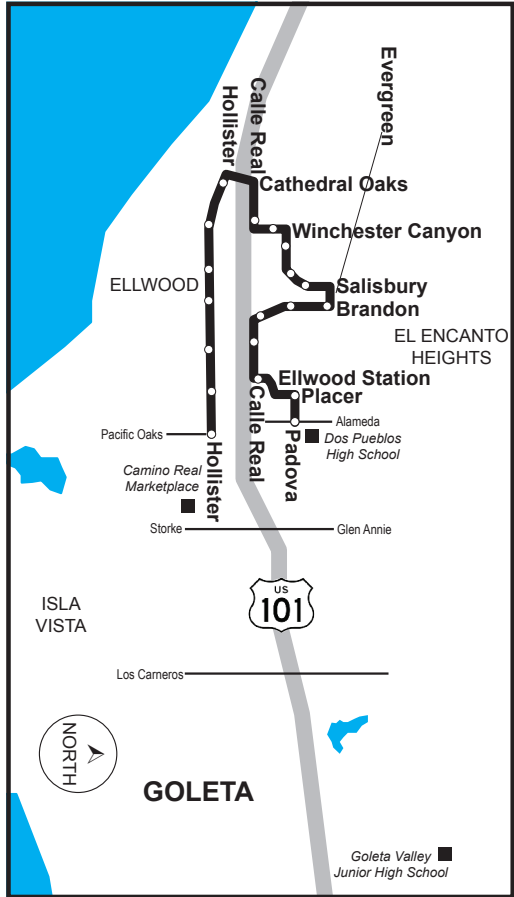 Evergreen
Calle Real
Hollister
Cathedral Oaks
Winchester Canyon
ELLWOOD
Salisbury
Brandon
EL ENCANTO
HEIGHTS
Ellwood Station
Placer
Calle Real
Alameda
Padova
Pacific Oaks
Dos Pueblos
High School
Hollister
Camino Real
Marketplace
Storke
Glen Annie
US
101
ISLA
VISTA
Los Carneros
NORTH
GOLETA
Goleta Valley
Junior High School